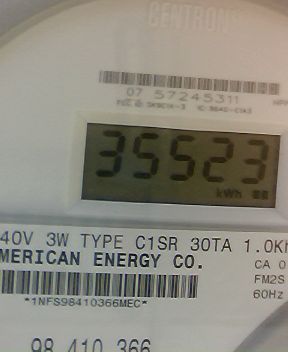 CENTRON
07 57245311
35523
kWh
40V 3W TYPE C1SR 30TA 1.0Kh
MERICAN ENERGY CO.
CA 0
FM2S
60Hz
*1NFS98410366MEC*
98 410 366